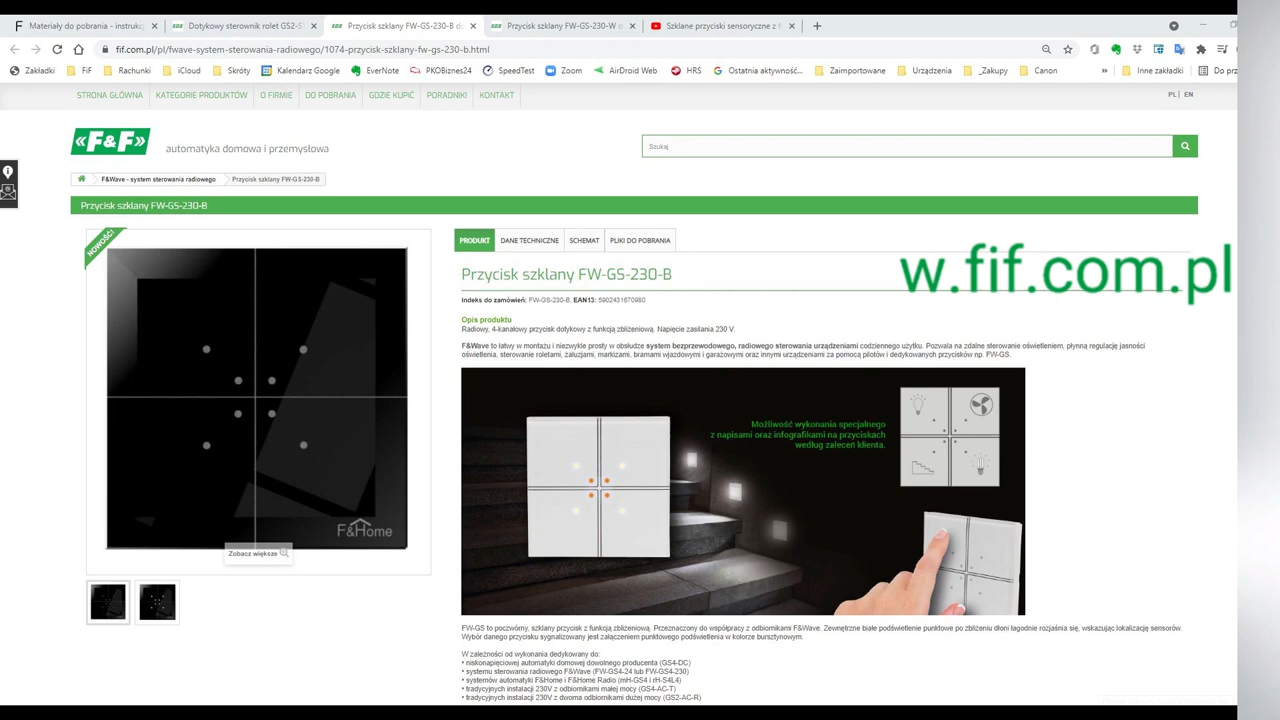 Materiały do pobrania - instrukcj
Dotykowy sterownik rolet GS2-S
Przycisk szklany FW-GS-230-B d
Przycisk szklany FW-GS-230-W d
Szklane przyciski sensoryczne z f
fif.com.pl/pl/fwave-system-sterowania-radiowego/1074-przycisk-szklany-fw-gs-230-b.html
Zakładki FiF Rachunki iCloud Skróty Kalendarz Google EverNote PKOBiznes24 SpeedTest Zoom AirDroid Web HRS Ostatnia aktywność... Zaimportowane Urządzenia _Zakupy Canon » Inne zakładki Do prz
STRONA GŁÓWNA KATEGORIE PRODUKTÓW O FIRMIE DO POBRANIA GDZIE KUPIĆ PORADNIKI KONTAKT PL| EN
«F&F» automatyka domowa i przemysłowa
Szukaj
F&Wave - system sterowania radiowego Przycisk szklany FW-GS-230-B
Przycisk szklany FW-GS-230-B
NOWOŚĆ!
F&Home
Zobacz większe
PRODUKT DANE TECHNICZNE SCHEMAT PLIKI DO POBRANIA
w.fif.com.pl
Przycisk szklany FW-GS-230-B
Indeks do zamówień: FW-GS-230-B. EAN13: 5902431670980
Opis produktu
Radiowy, 4-kanałowy przycisk dotykowy z funkcją zbliżeniową. Napięcie zasilania 230 V.
F&Wave to łatwy w montażu i niezwykle prosty w obsłudze system bezprzewodowego, radiowego sterowania urządzeniami codziennego użytku. Pozwala na zdalne sterowanie oświetleniem, płynną regulację jasności
oświetlenia, sterowanie roletami, żaluzjami, markizami, bramami wjazdowymi i garażowymi oraz innymi urządzeniami za pomocą pilotów i dedykowanych przycisków np. FW-GS.
Możliwość wykonania specjalnego
z napisami oraz infografikami na przyciskach
według zaleceń klienta.
FW-GS to poczwórny, szklany przycisk z funkcją zbliżeniową. Przeznaczony do współpracy z odbiornikami F&Wave. Zewnętrzne białe podświetlenie punktowe po zbliżeniu dłoni łagodnie rozjaśnia się, wskazując lokalizację sensorów.
Wybór danego przycisku sygnalizowany jest załączeniem punktowego podświetlenia w kolorze bursztynowym.
W zależności od wykonania dedykowany do:
• niskonapięciowej automatyki domowej dowolnego producenta (GS4-DC)
• systemu sterowania radiowego F&Wave (FW-GS4-24 lub FW-GS4-230)
• systemów automatyki F&Home i F&Home Radio (mH-GS4 i rH-S4L4)
• tradycyjnych instalacji 230V z odbiornikami małej mocy (GS4-AC-T)
• tradycyjnych instalacji 230V z dwoma odbiornikami dużej mocy (GS2-AC-R)